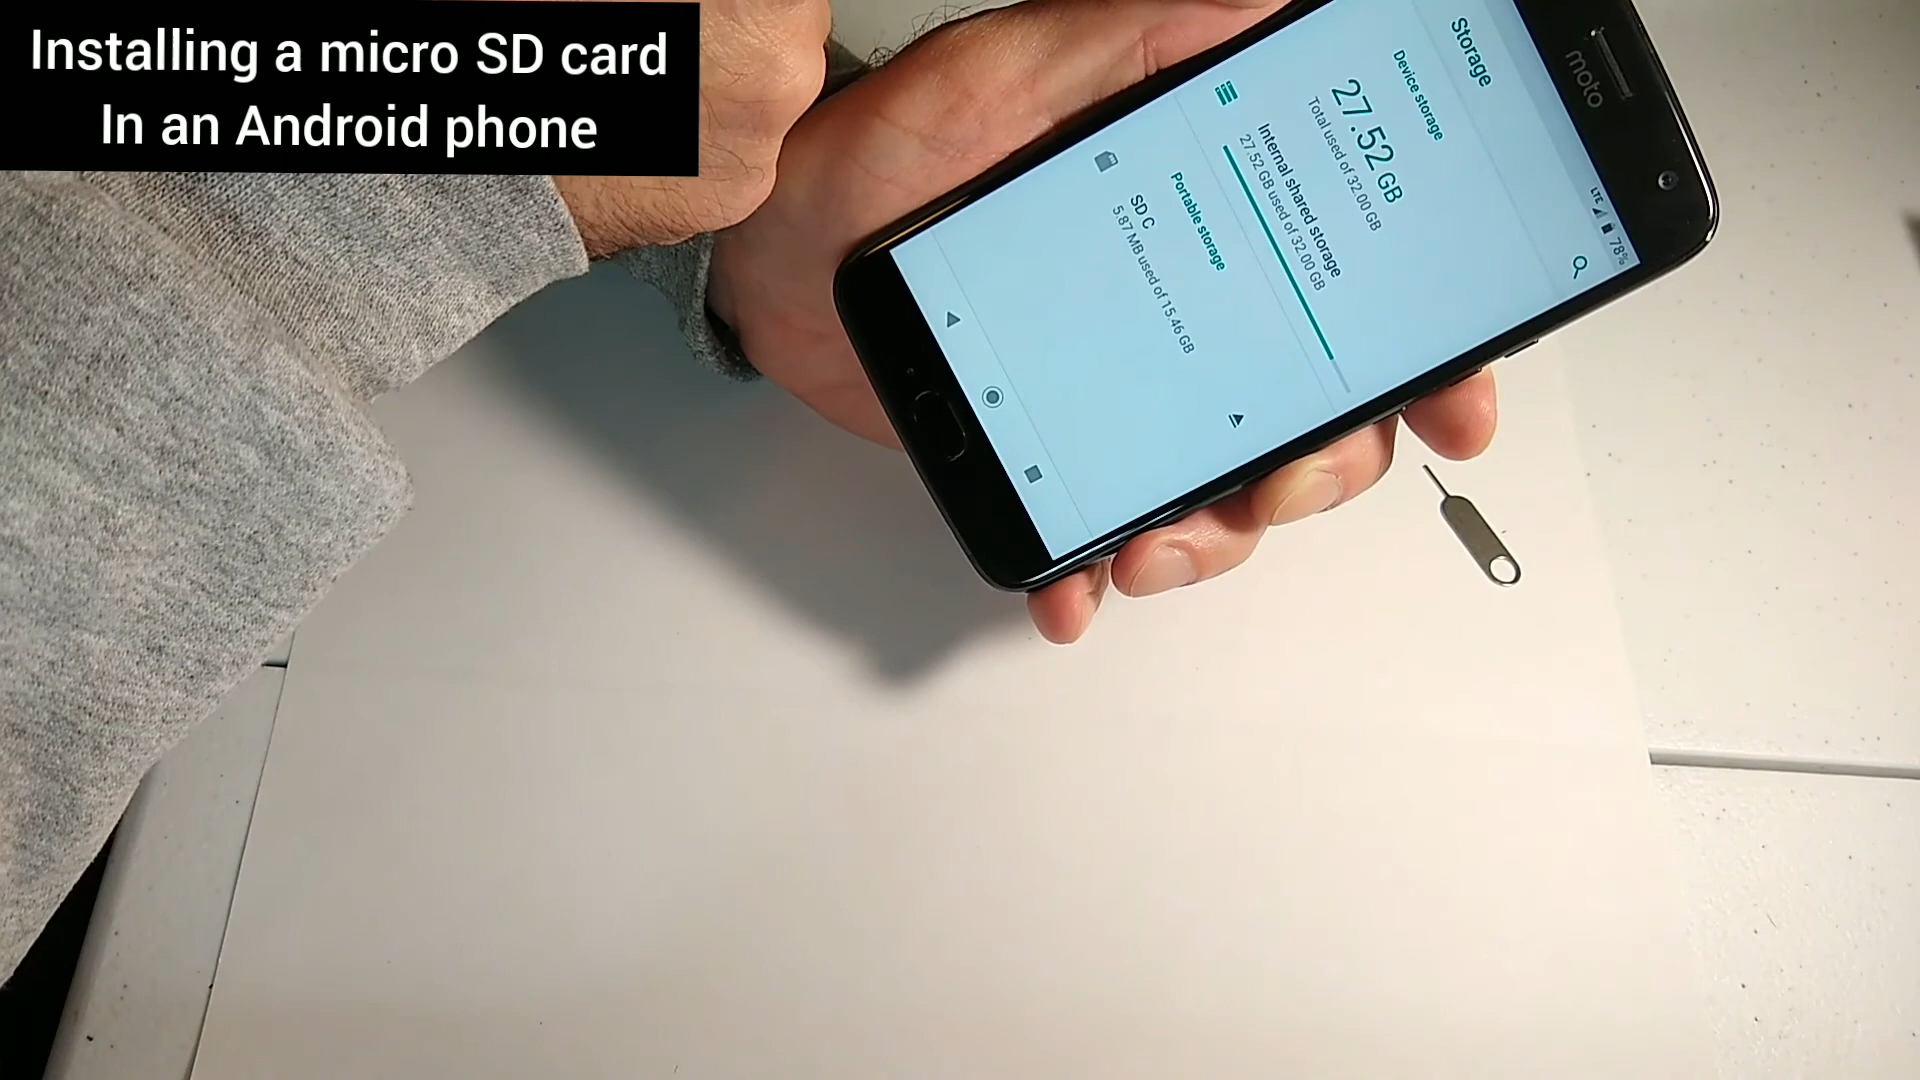 Installing a micro SD card
In an Android phone
moto
LTE 78%
Storage
Device storage
27.52 GB
Total used of 32.00 GB
Internal shared storage
27.52 GB used of 32.00 GB
Portable storage
SD C
5.87 MB used of 15.46 GB